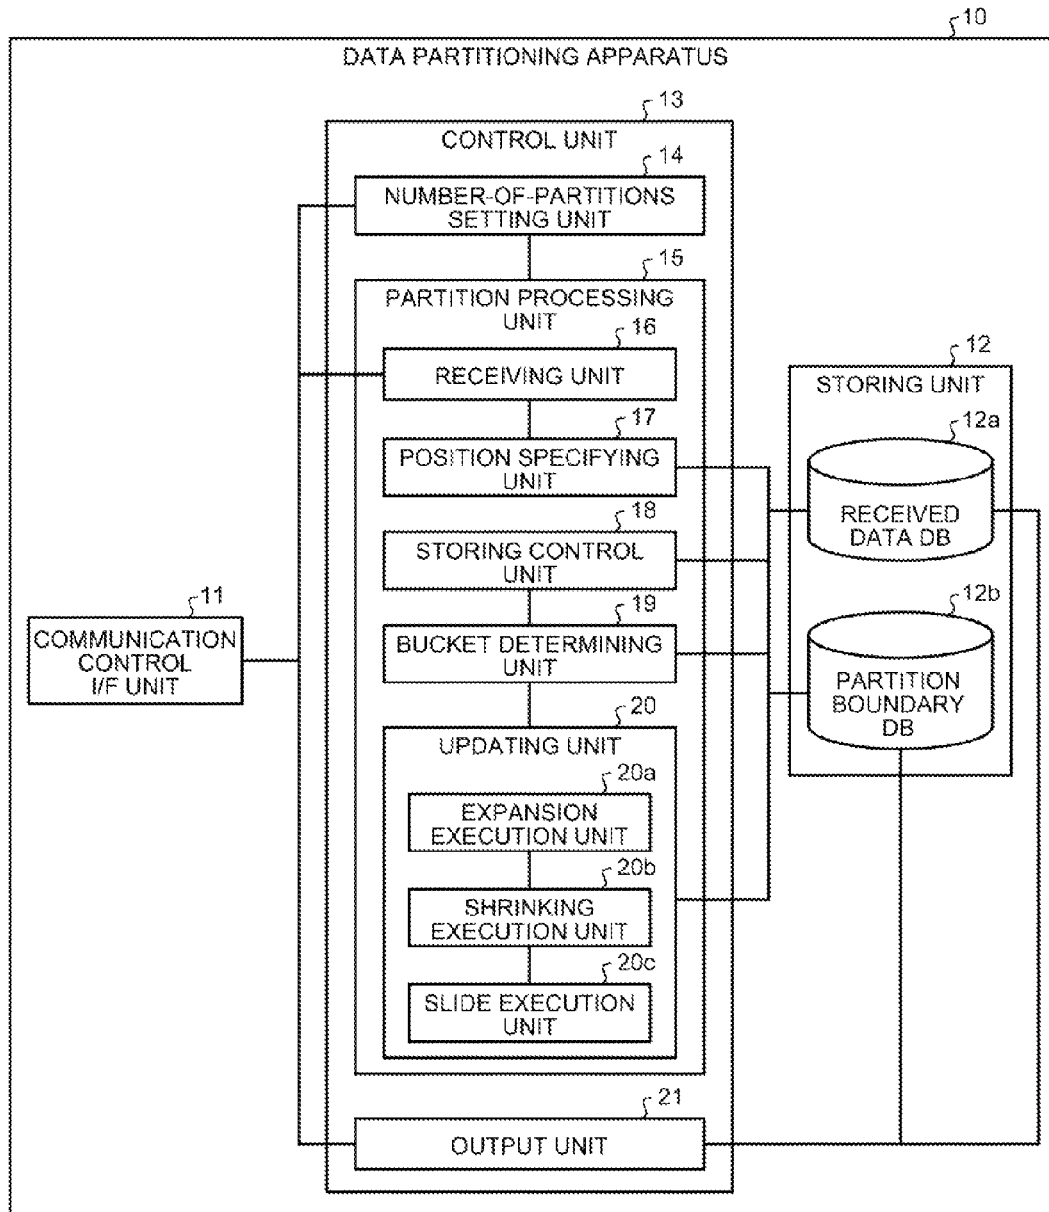 10
DATA PARTITIONING APPARATUS
13
CONTROL UNIT
14
NUMBER-OF-PARTITIONS
SETTING UNIT
15
PARTITION PROCESSING
UNIT
16
RECEIVING UNIT
17
POSITION SPECIFYING
UNIT
18
STORING CONTROL
UNIT
19
BUCKET DETERMINING
UNIT
20
UPDATING UNIT
20a
EXPANSION
EXECUTION UNIT
20b
SHRINKING
EXECUTION UNIT
20c
SLIDE EXECUTION
UNIT
21
OUTPUT UNIT
11
COMMUNICATION
CONTROL
I/F UNIT
12
STORING UNIT
12a
RECEIVED
DATA DB
12b
PARTITION
BOUNDARY
DB